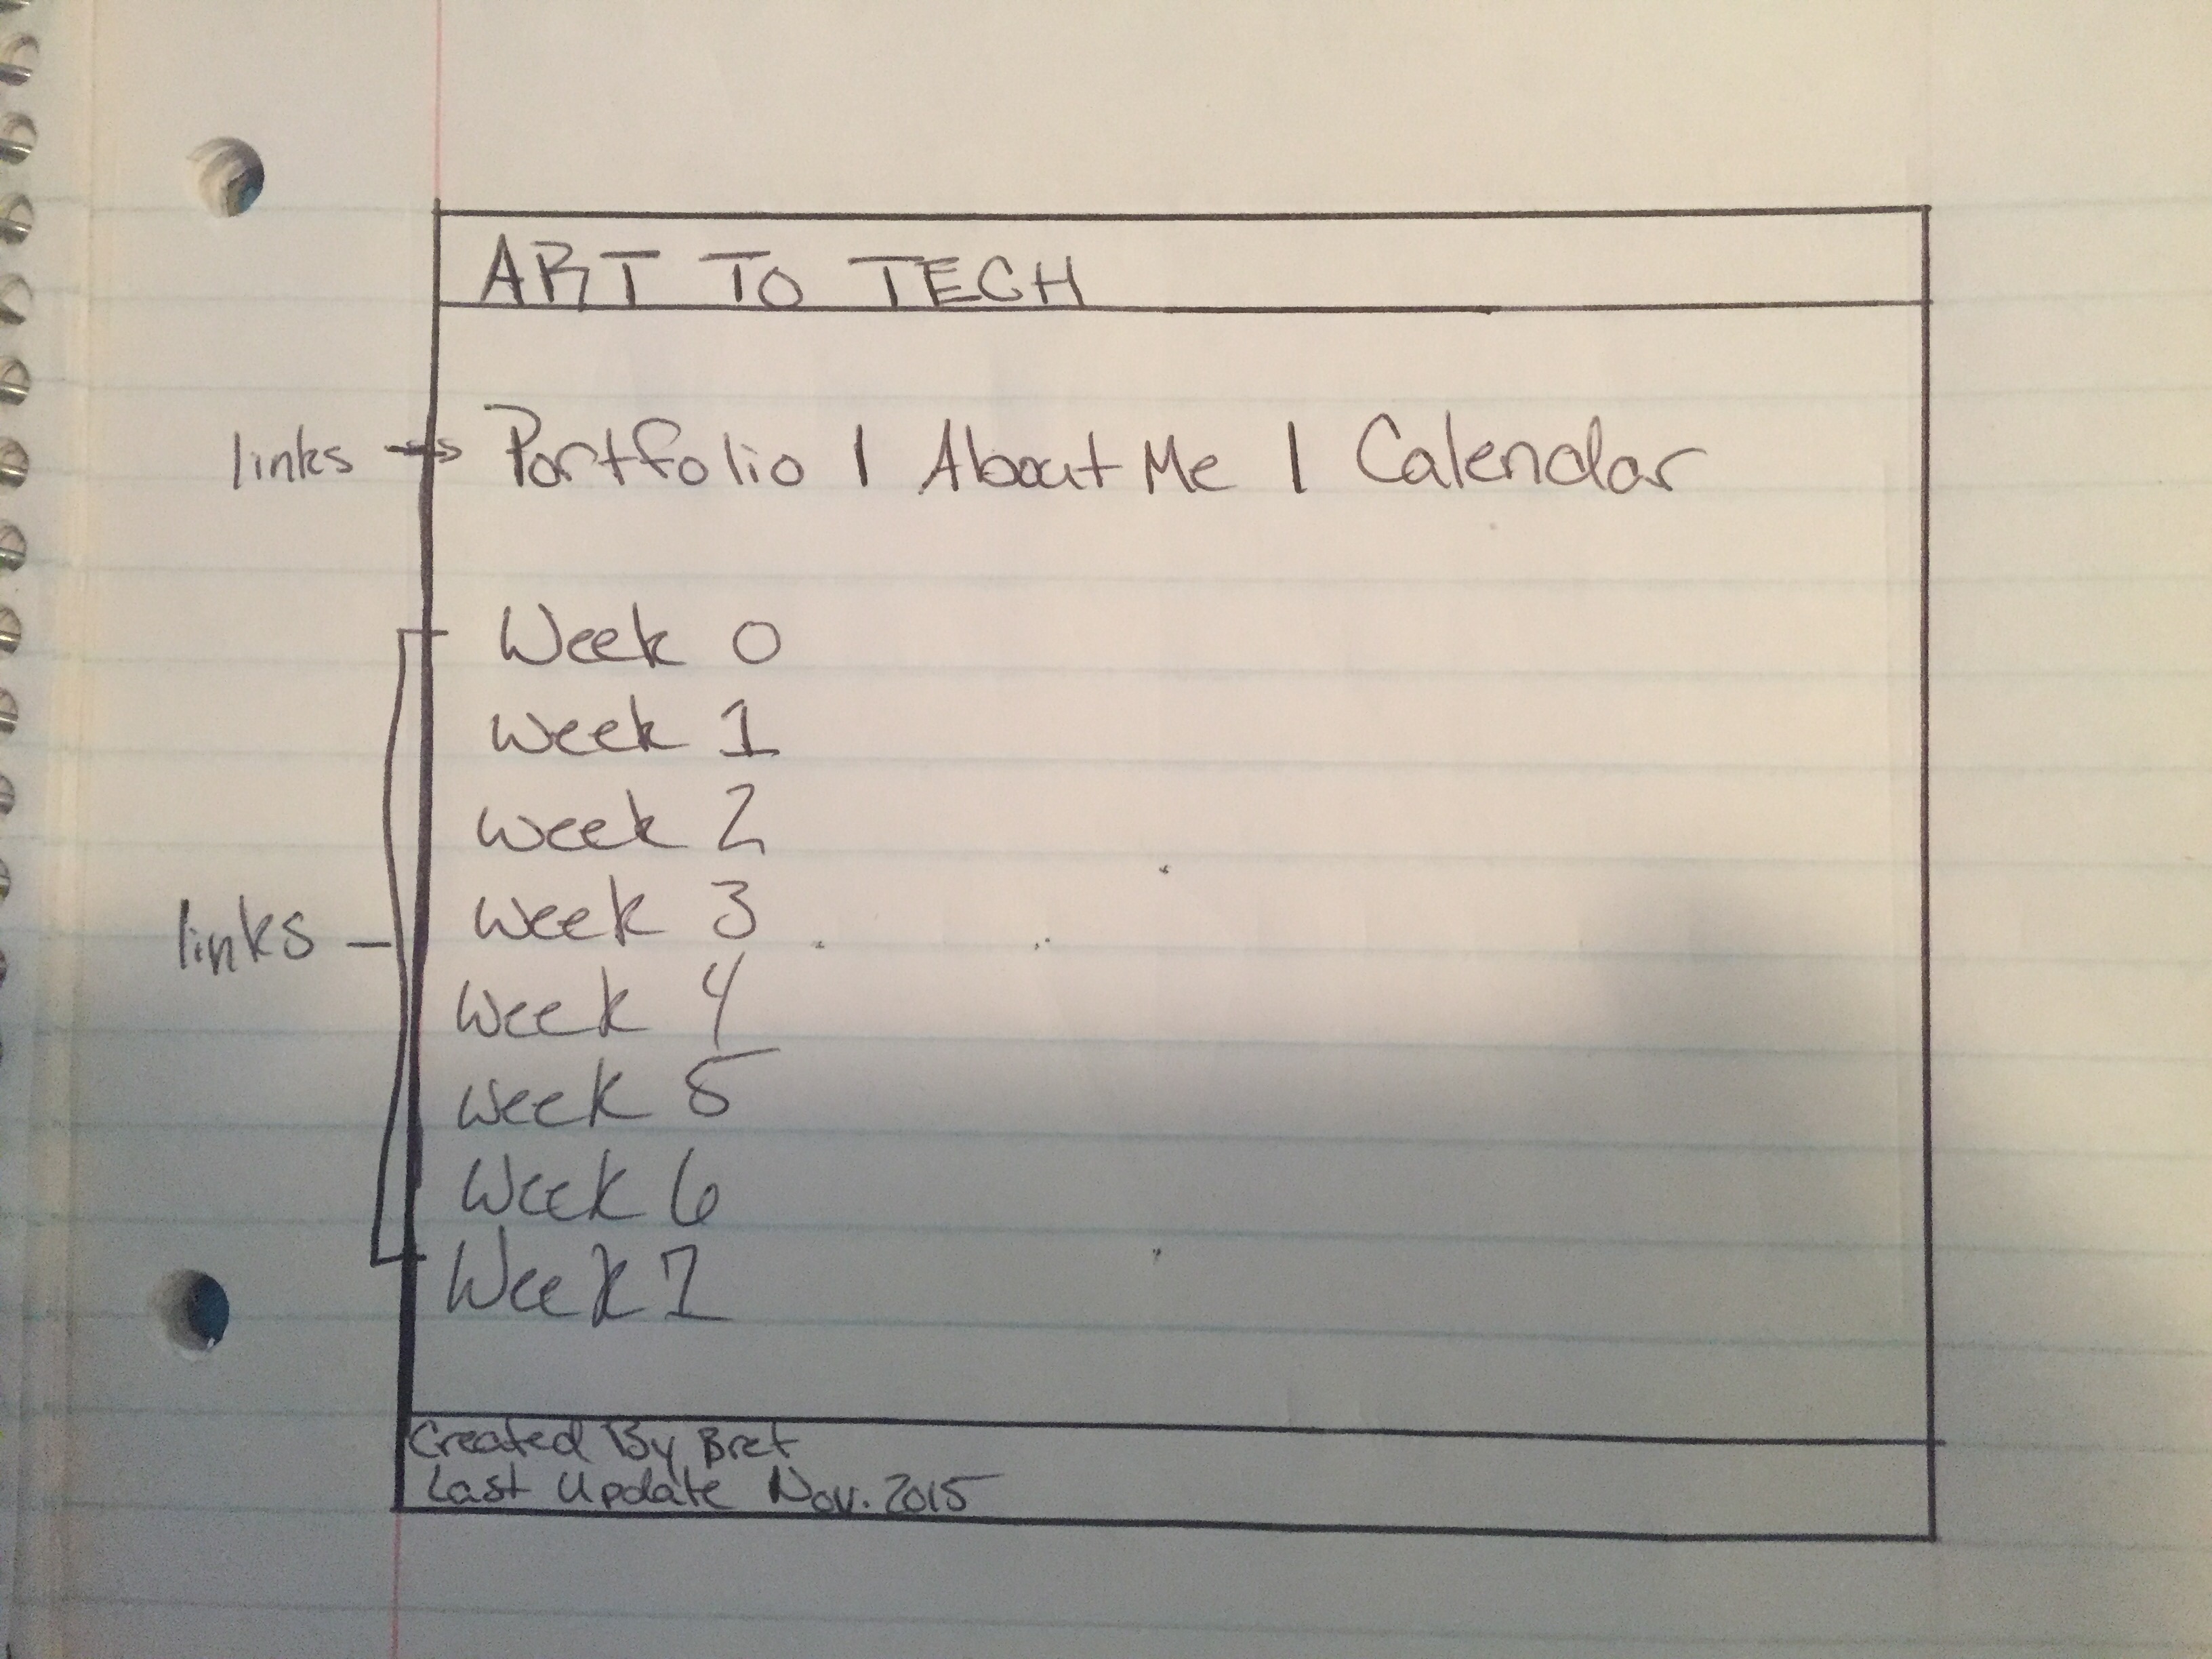 ART TO TECH
links → Portfolio | About Me | Calendar
Week 0
Week 1
Week 2
Week 3
links
Week 4
Week 5
Week 6
Week 7
Created By Bret
Last Update Nov. 2015